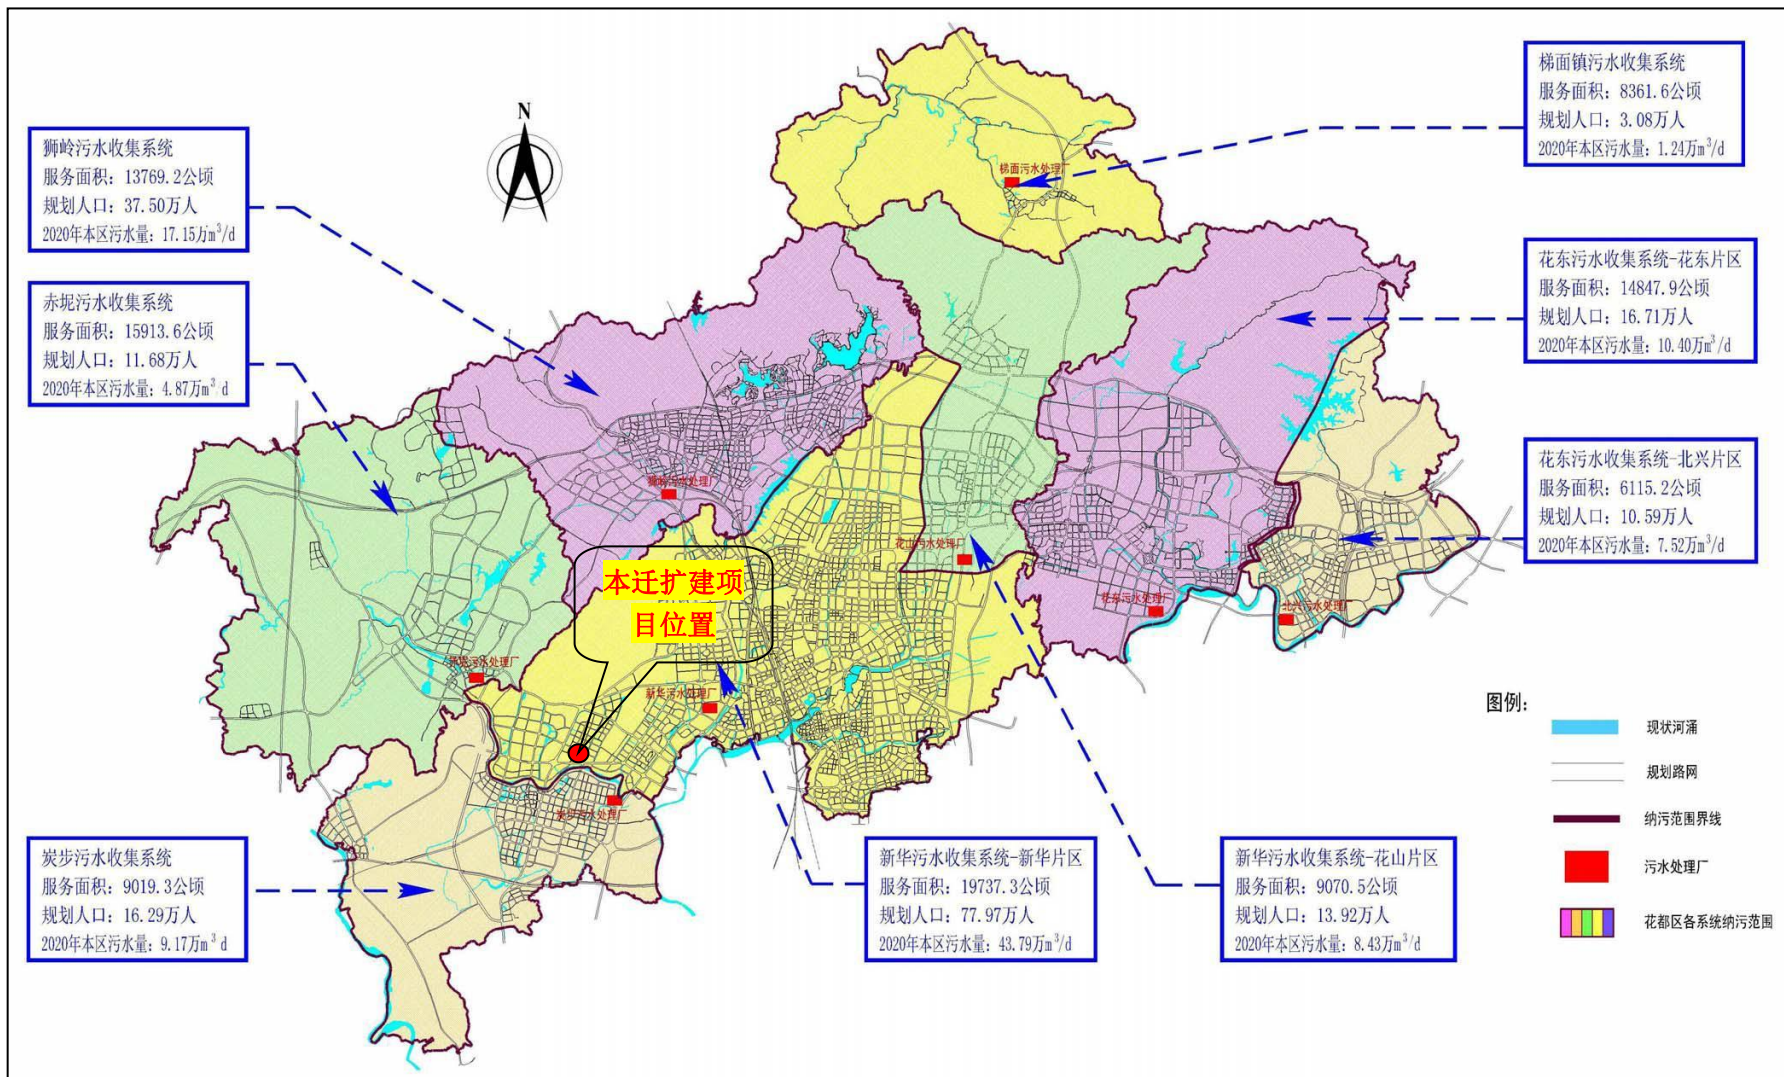 梯面镇污水收集系统
服务面积：8361.6公顷
规划人口：3.08万人
2020年本区污水量：1.24万m³/d
N
狮岭污水收集系统
服务面积：13769.2公顷
规划人口：37.50万人
2020年本区污水量：17.15万m³/d
梯面污水处理厂
花东污水收集系统-花东片区
服务面积：14847.9公顷
规划人口：16.71万人
2020年本区污水量：10.40万m³/d
赤坭污水收集系统
服务面积：15913.6公顷
规划人口：11.68万人
2020年本区污水量：4.87万m³ d
花东污水收集系统-北兴片区
服务面积：6115.2公顷
规划人口：10.59万人
2020年本区污水量：7.52万m³/d
狮岭污水处理厂
花山污水处理厂
本迁扩建项
目位置
花东污水处理厂
北兴污水处理厂
赤坭污水处理厂
新华污水处理厂
炭步污水处理厂
图例：
现状河涌
规划路网
纳污范围界线
污水处理厂
花都区各系统纳污范围
炭步污水收集系统
服务面积：9019.3公顷
规划人口：16.29万人
2020年本区污水量：9.17万m³ d
新华污水收集系统-新华片区
服务面积：19737.3公顷
规划人口：77.97万人
2020年本区污水量：43.79万m³/d
新华污水收集系统-花山片区
服务面积：9070.5公顷
规划人口：13.92万人
2020年本区污水量：8.43万m³/d